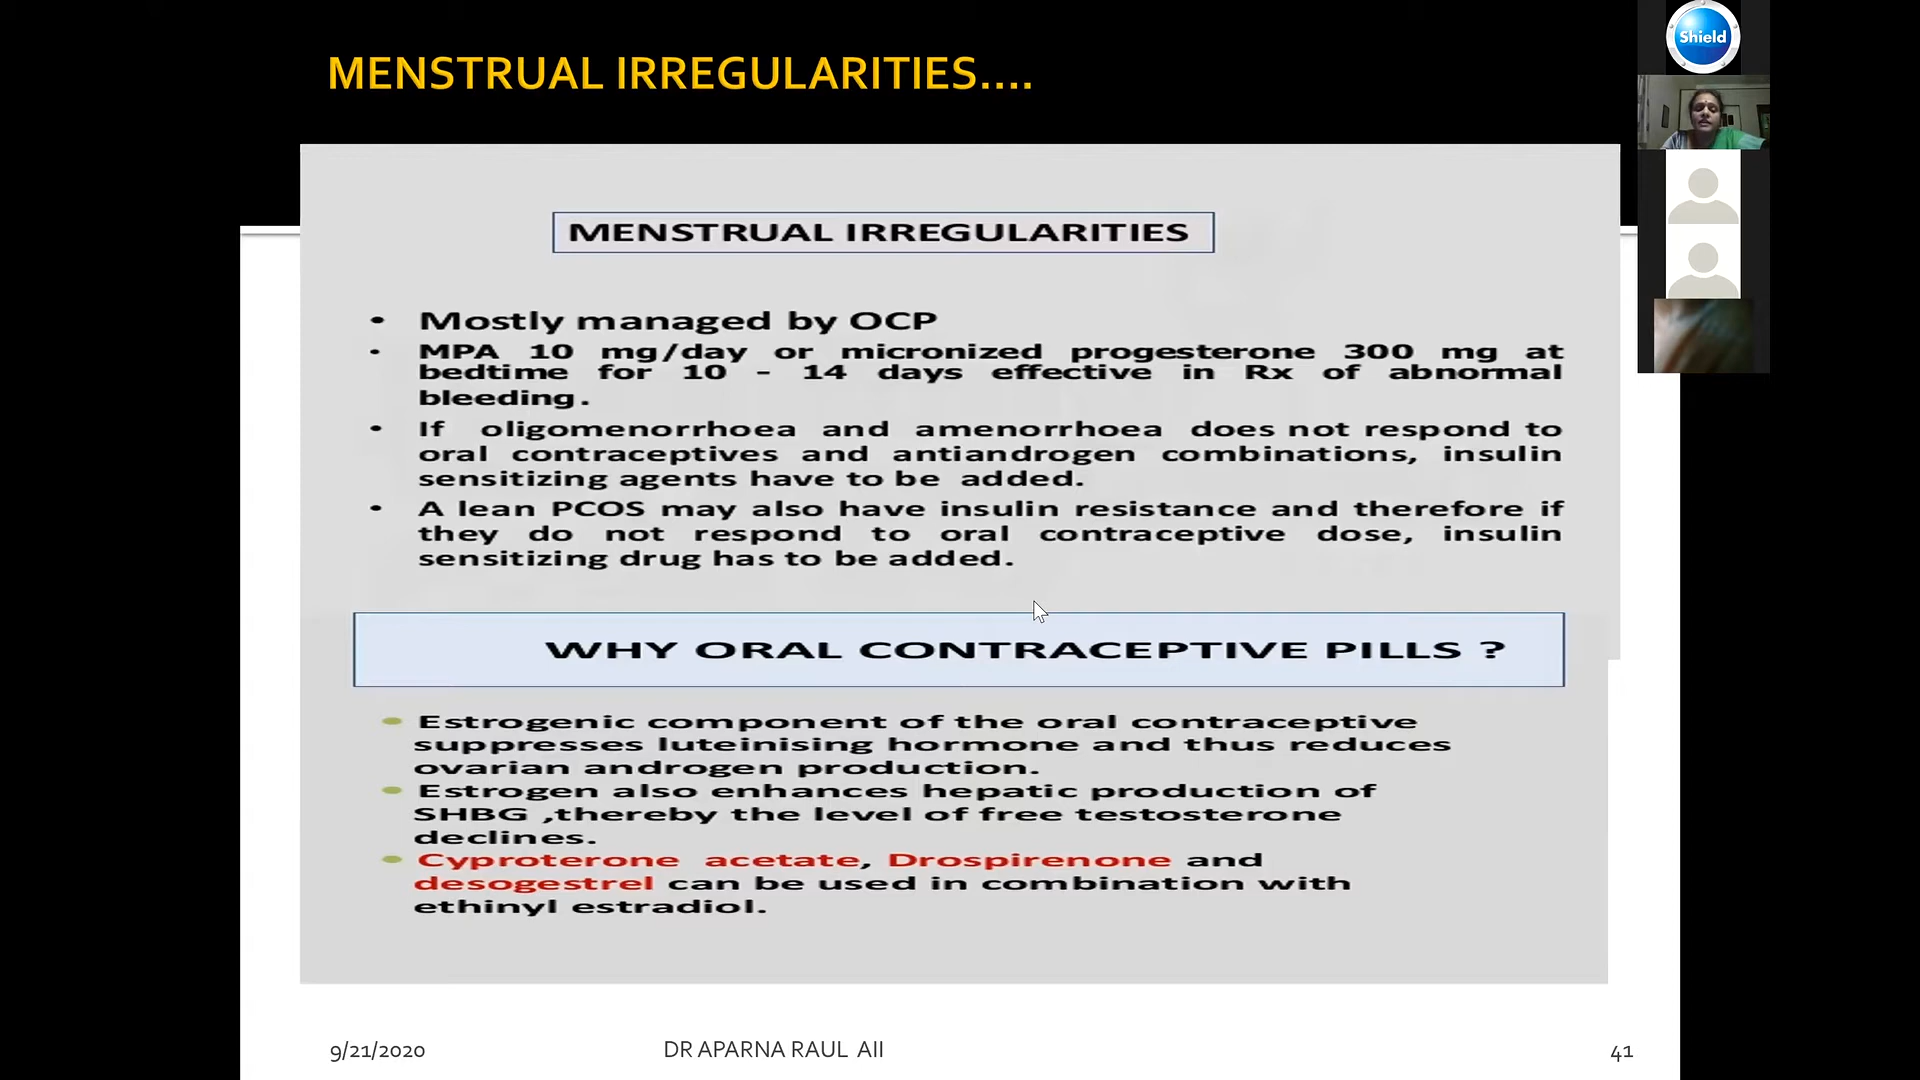 MENSTRUAL IRREGULARITIES....
Shield
MENSTRUAL IRREGULARITIES
• Mostly managed by OCP
• MPA 10 mg/day or micronized progesterone 300 mg at
bedtime for 10 - 14 days effective in Rx of abnormal
bleeding.
• If oligomenorrhoea and amenorrhoea does not respond to
oral contraceptives and antiandrogen combinations, insulin
sensitizing agents have to be added.
• A lean PCOS may also have insulin resistance and therefore if
they do not respond to oral contraceptive dose, insulin
sensitizing drug has to be added.
WHY ORAL CONTRACEPTIVE PILLS ?
• Estrogenic component of the oral contraceptive
suppresses luteinising hormone and thus reduces
ovarian androgen production.
• Estrogen also enhances hepatic production of
SHBG ,thereby the level of free testosterone
declines.
• Cyproterone acetate, Drospirenone and
desogestrel can be used in combination with
ethinyl estradiol.
9/21/2020
DR APARNA RAUL AII
41